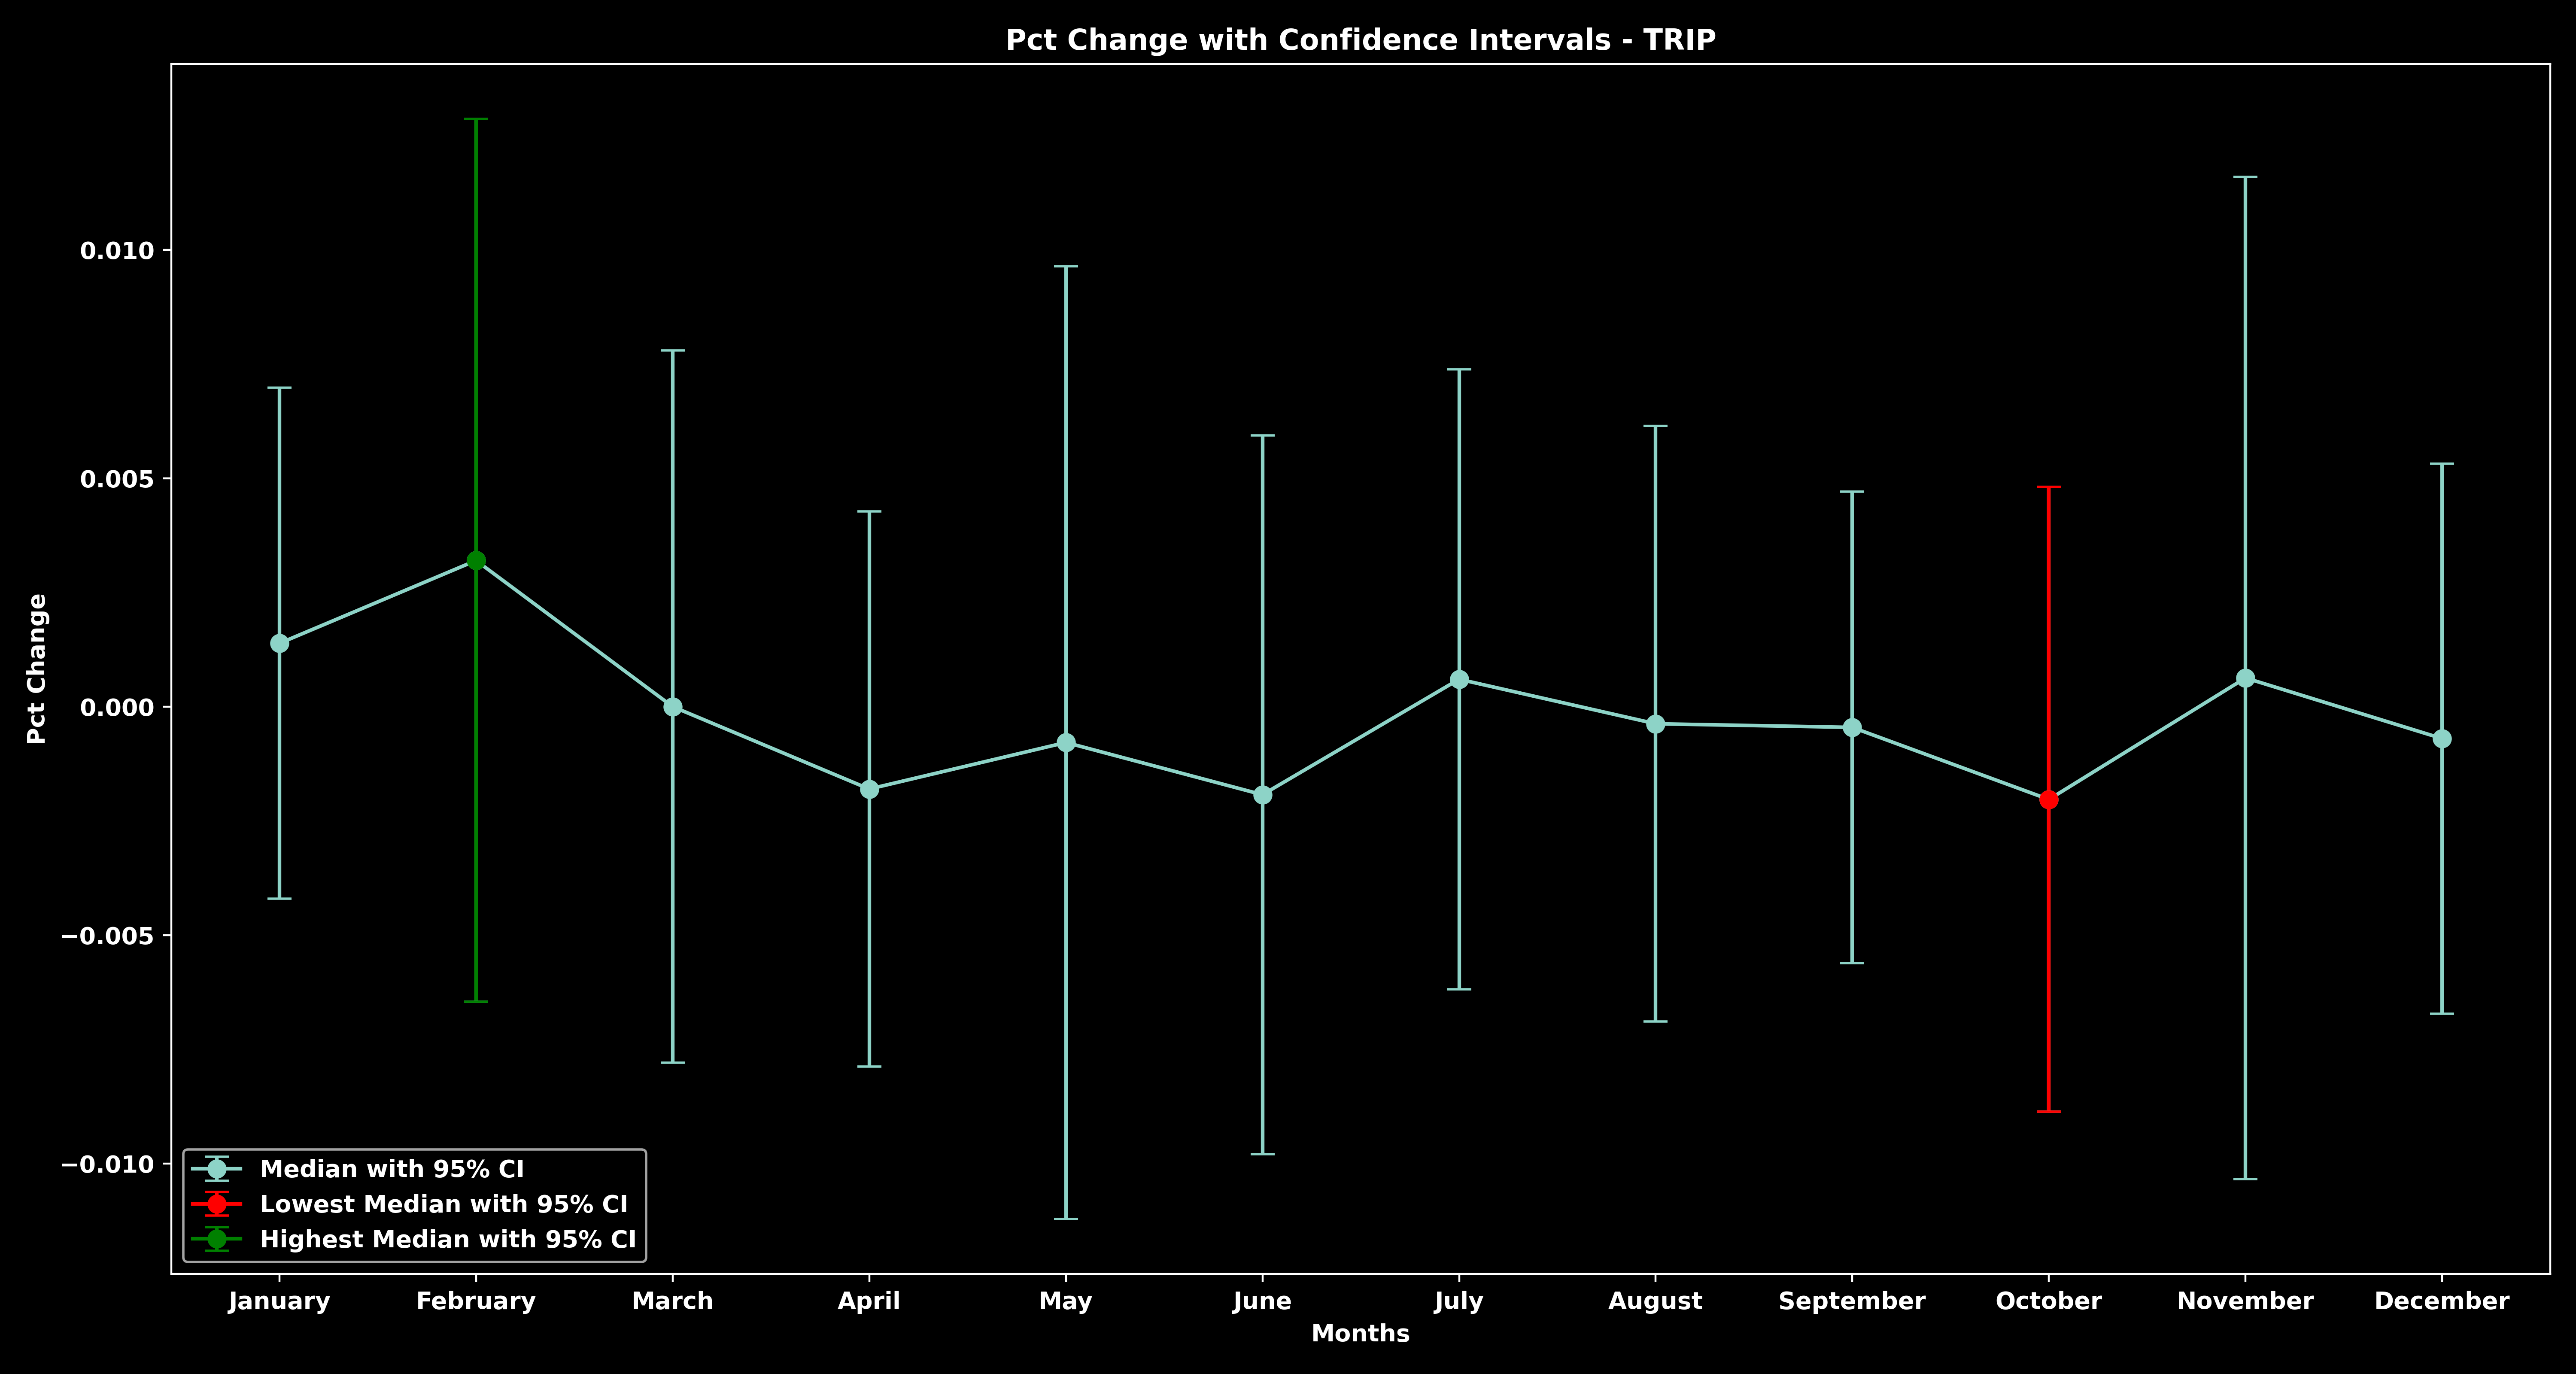 Pct Change with Confidence Intervals - TRIP
Pct Change
0.010
0.005
0.000
−0.005
−0.010
Median with 95% CI
Lowest Median with 95% CI
Highest Median with 95% CI
January February March April May June July August September October November December
Months